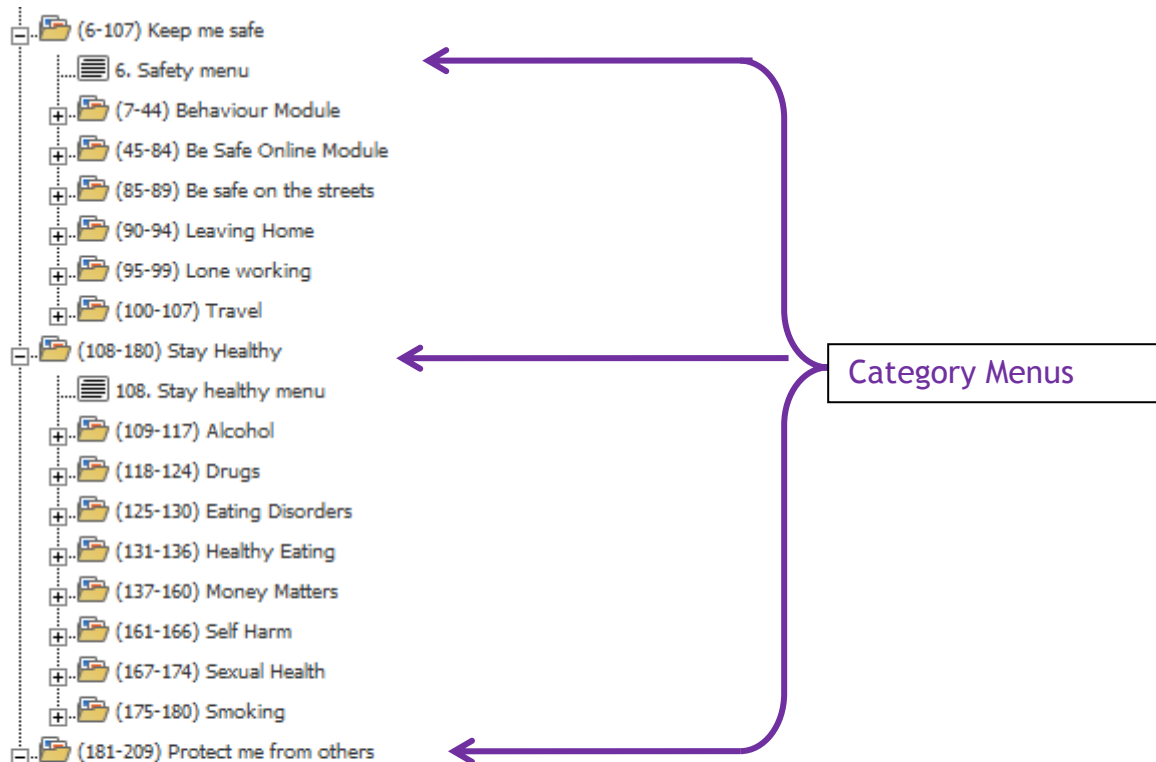 (6-107) Keep me safe
6. Safety menu
(7-44) Behaviour Module
(45-84) Be Safe Online Module
(85-89) Be safe on the streets
(90-94) Leaving Home
(95-99) Lone working
(100-107) Travel
(108-180) Stay Healthy
Category Menus
108. Stay healthy menu
(109-117) Alcohol
(118-124) Drugs
(125-130) Eating Disorders
(131-136) Healthy Eating
(137-160) Money Matters
(161-166) Self Harm
(167-174) Sexual Health
(175-180) Smoking
(181-209) Protect me from others